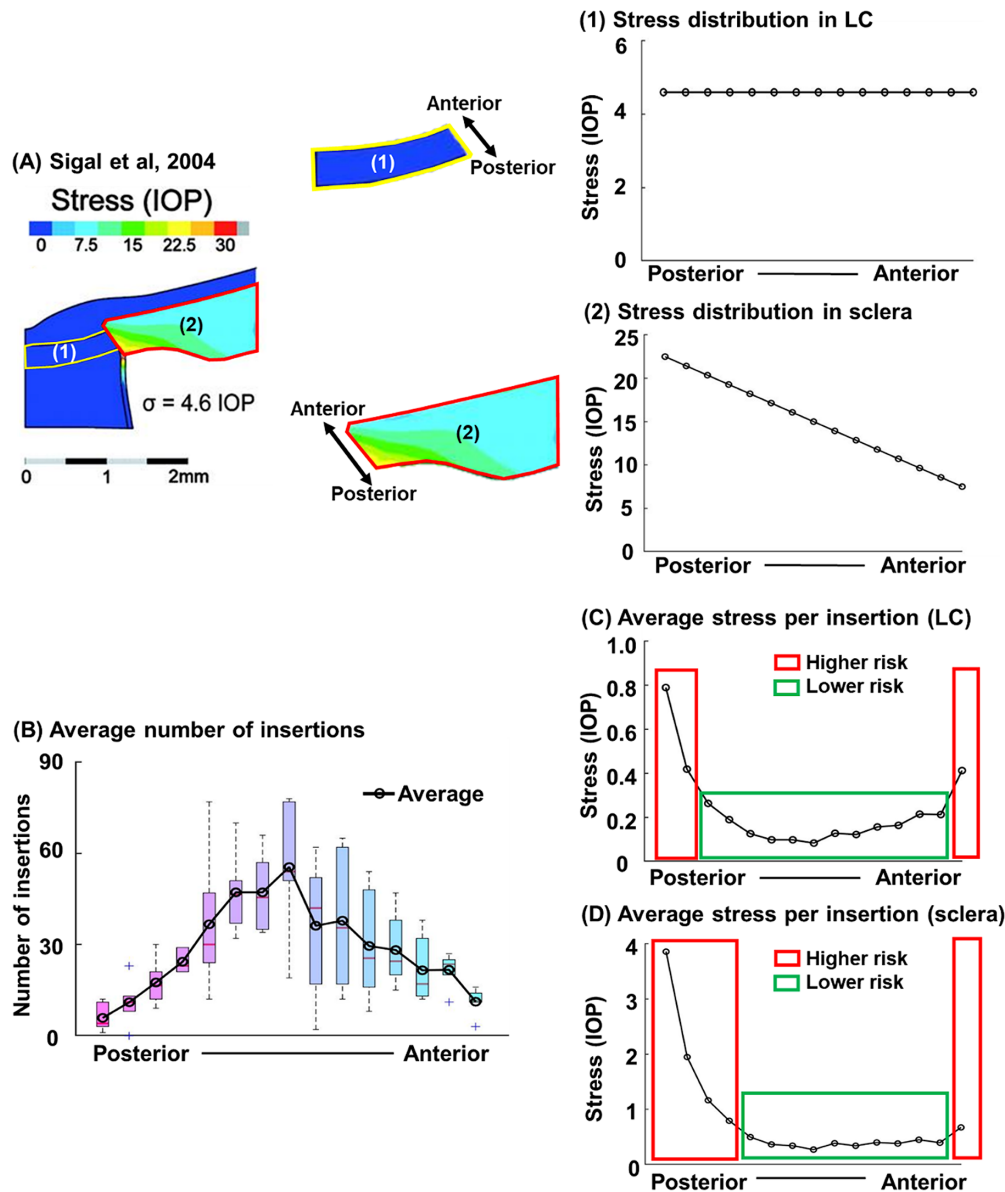 (A) Sigal et al, 2004
Stress (IOP)
0 7.5 15 22.5 30
(1)
(2)
σ = 4.6 IOP
0 1 2mm
Anterior
(1)
Posterior
Anterior
(2)
Posterior
(1) Stress distribution in LC
Stress (IOP)
6
4
2
0
Posterior Anterior
(2) Stress distribution in sclera
Stress (IOP)
25
20
15
10
5
0
Posterior Anterior
(B) Average number of insertions
Number of insertions
90
60
30
0
Average
Posterior Anterior
(C) Average stress per insertion (LC)
Stress (IOP)
1.0
0.8
0.6
0.4
0.2
0
Higher risk
Lower risk
Posterior Anterior
(D) Average stress per insertion (sclera)
Stress (IOP)
4
3
2
1
0
Higher risk
Lower risk
Posterior Anterior